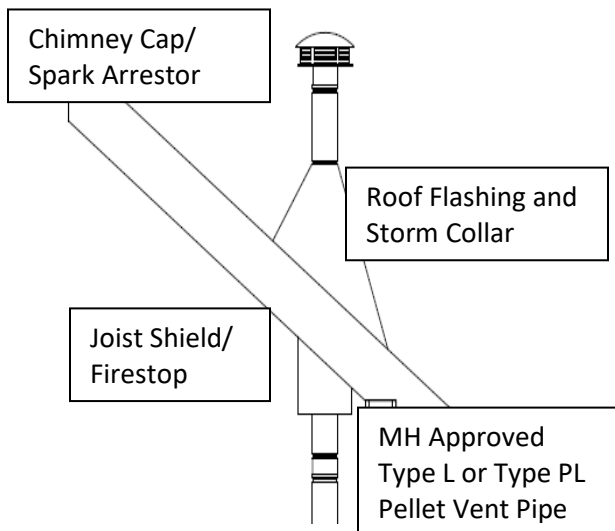 Chimney Cap/
Spark Arrestor
Roof Flashing and
Storm Collar
Joist Shield/
Firestop
MH Approved
Type L or Type PL
Pellet Vent Pipe